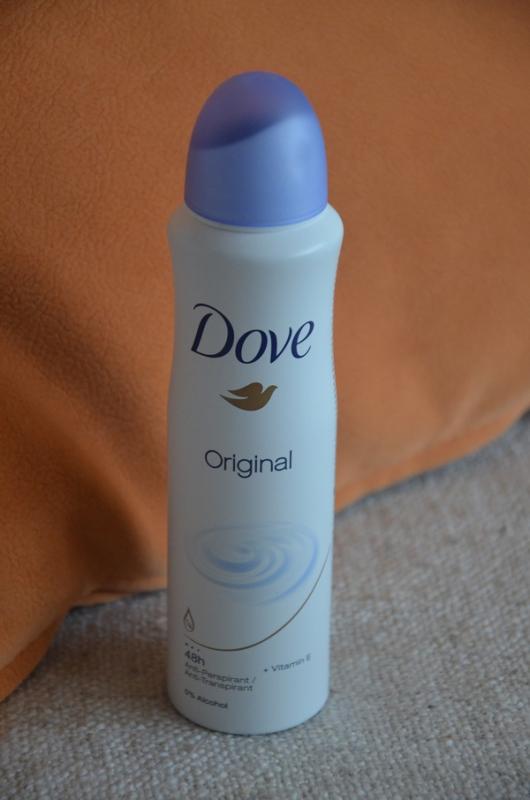 Dove
Original
48h
Anti-Perspirant /
Anti-Transpirant
+ Vitamin E
0% Alcohol